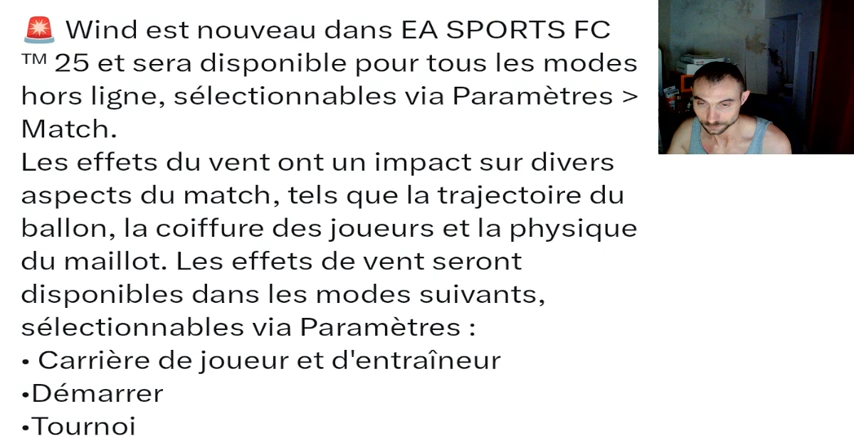 🚨 Wind est nouveau dans EA SPORTS FC
™ 25 et sera disponible pour tous les modes
hors ligne, sélectionnables via Paramètres >
Match.
Les effets du vent ont un impact sur divers
aspects du match, tels que la trajectoire du
ballon, la coiffure des joueurs et la physique
du maillot. Les effets de vent seront
disponibles dans les modes suivants,
sélectionnables via Paramètres :
• Carrière de joueur et d'entraîneur
•Démarrer
•Tournoi